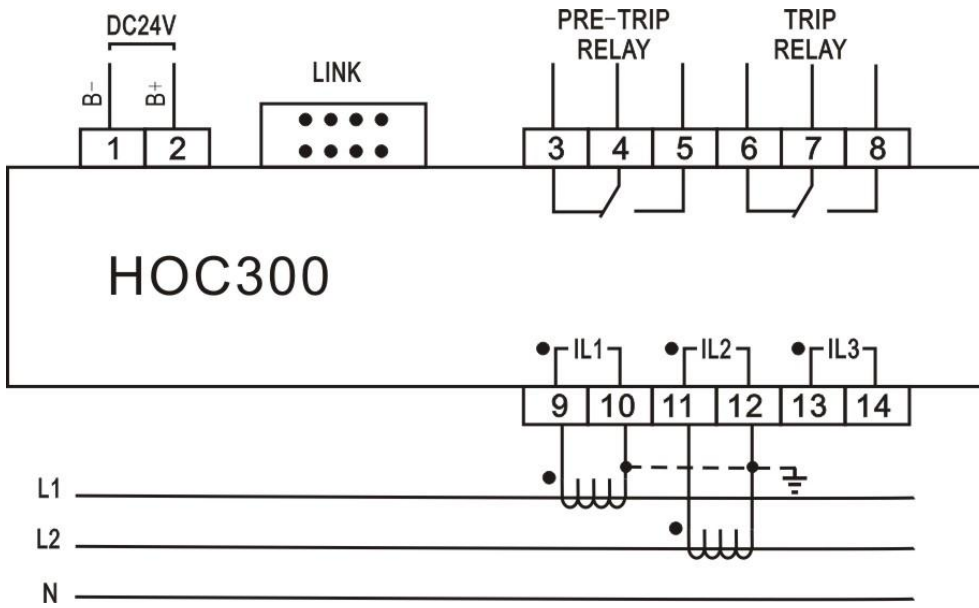 DC24V
PRE-TRIP RELAY
TRIP RELAY
B-
B+
LINK
1 2
3 4 5 6 7 8
HOC300
IL1 IL2 IL3
9 10 11 12 13 14
L1
L2
N